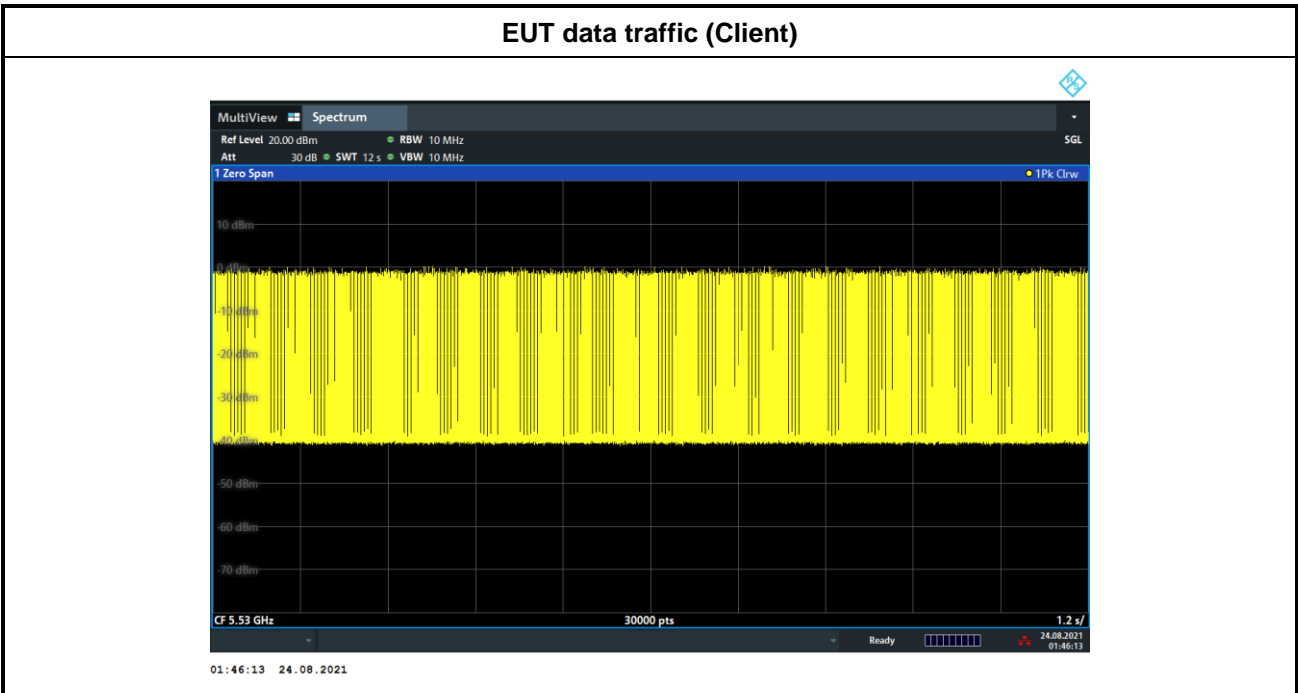 EUT data traffic (Client)
R&S
MultiView Spectrum
Ref Level 20.00 dBm RBW 10 MHz SGL
Att 30 dB SWT 12 s VBW 10 MHz
1 Zero Span 1Pk Clrw
10 dBm
0 dBm
-10 dBm
-20 dBm
-30 dBm
-40 dBm
-50 dBm
-60 dBm
-70 dBm
CF 5.53 GHz 30000 pts 1.2 s/
Ready 24.08.2021
01:46:13
01:46:13 24.08.2021